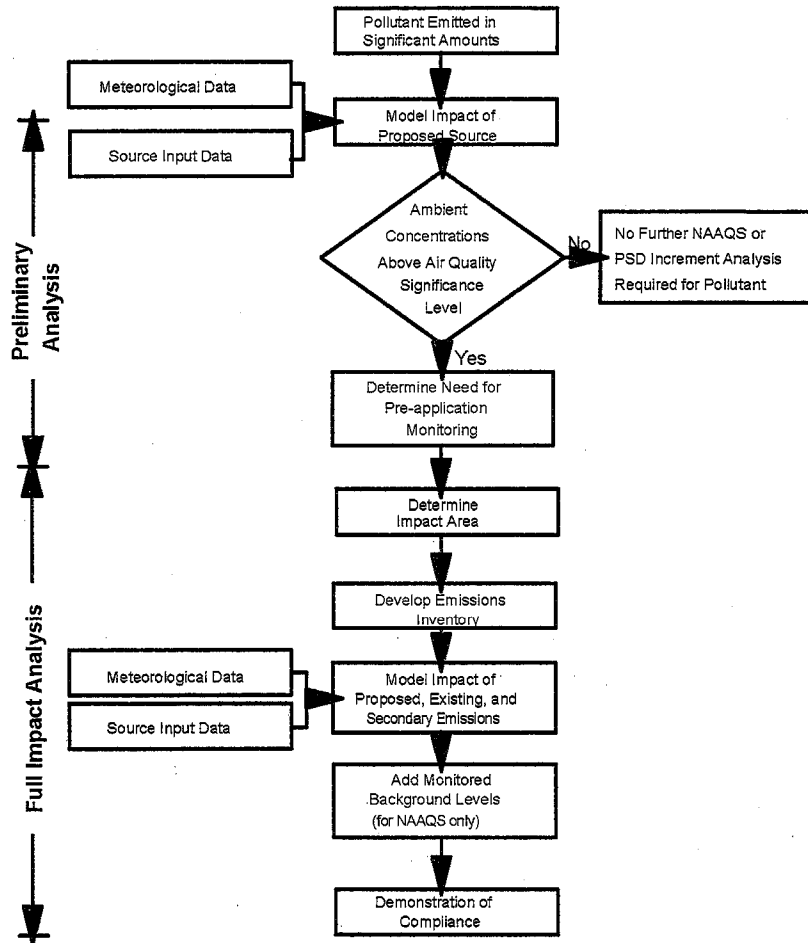 Pollutant Emitted in
Significant Amounts
Meteorological Data
Source Input Data
Model Impact of
Proposed Source
Ambient
Concentrations
Above Air Quality
Significance
Level
No
No Further NAAQS or
PSD Increment Analysis
Required for Pollutant
Yes
Determine Need for
Pre-application
Monitoring
Preliminary
Analysis
Determine
Impact Area
Develop Emissions
Inventory
Meteorological Data
Source Input Data
Model Impact of
Proposed, Existing, and
Secondary Emissions
Add Monitored
Background Levels
(for NAAQS only)
Demonstration of
Compliance
Full Impact Analysis